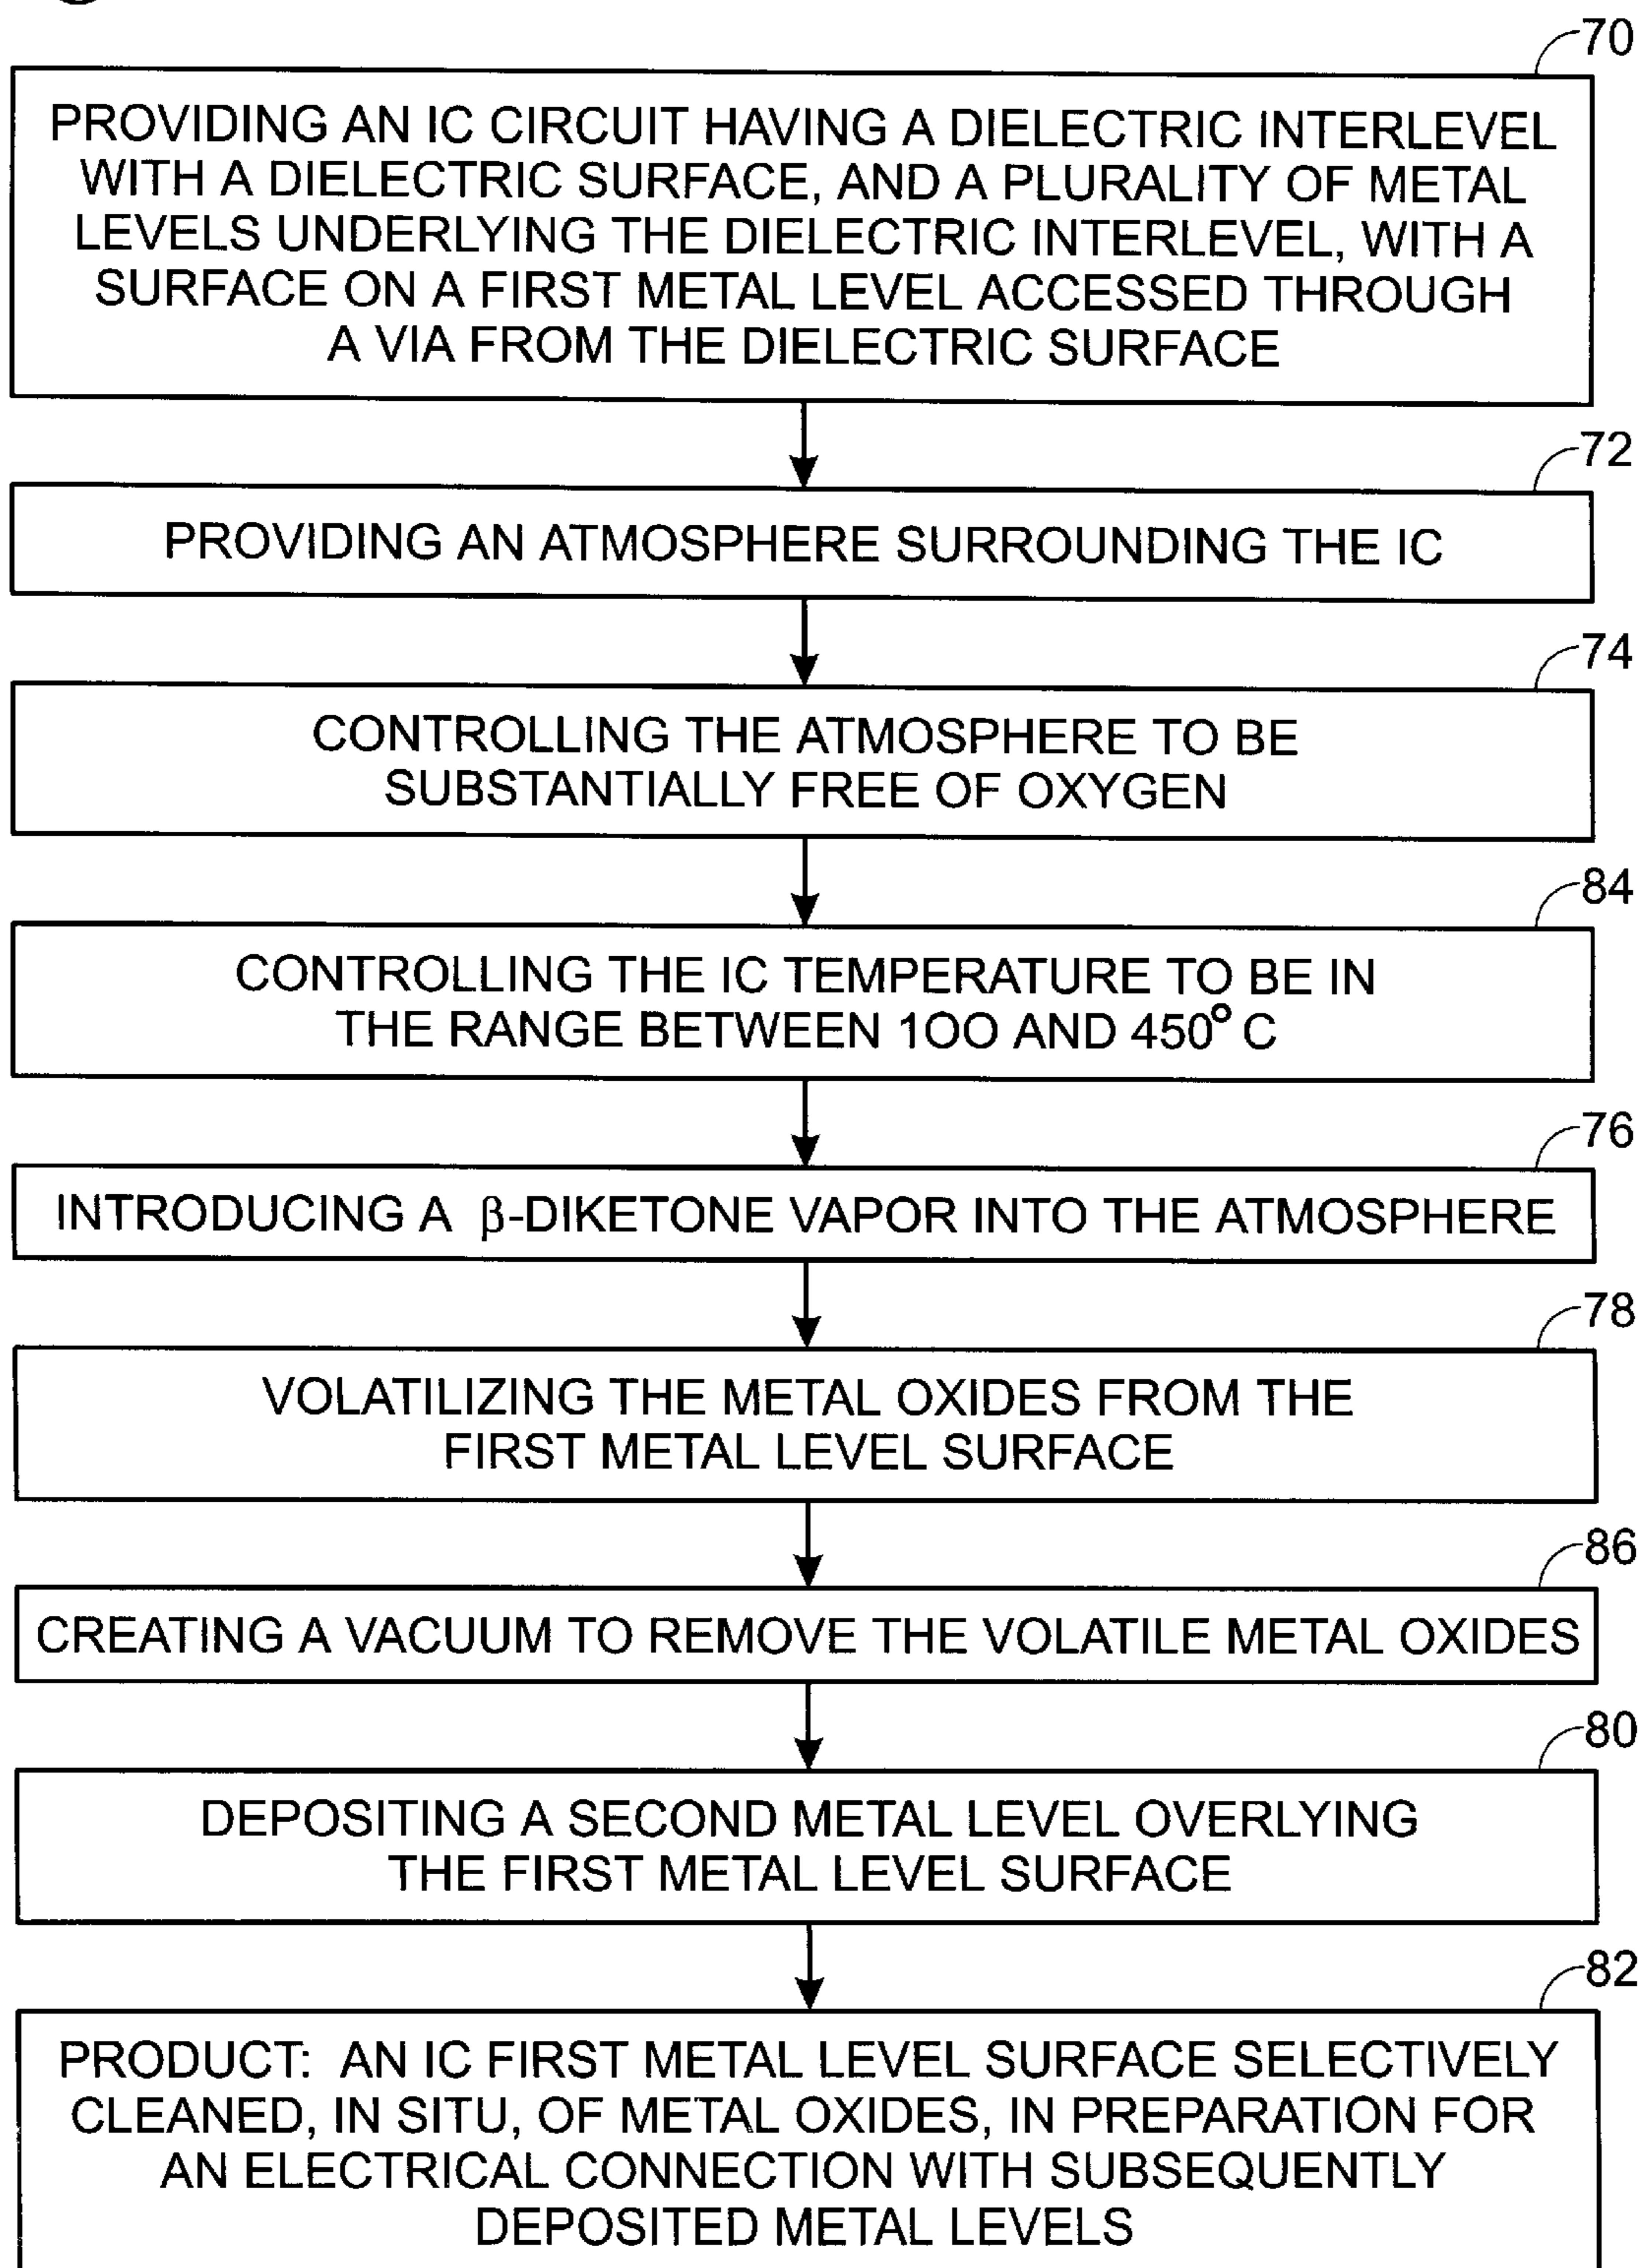 70
PROVIDING AN IC CIRCUIT HAVING A DIELECTRIC INTERLEVEL
WITH A DIELECTRIC SURFACE, AND A PLURALITY OF METAL
LEVELS UNDERLYING THE DIELECTRIC INTERLEVEL, WITH A
SURFACE ON A FIRST METAL LEVEL ACCESSED THROUGH
A VIA FROM THE DIELECTRIC SURFACE
72
PROVIDING AN ATMOSPHERE SURROUNDING THE IC
74
CONTROLLING THE ATMOSPHERE TO BE
SUBSTANTIALLY FREE OF OXYGEN
84
CONTROLLING THE IC TEMPERATURE TO BE IN
THE RANGE BETWEEN 100 AND 450° C
76
INTRODUCING A β-DIKETONE VAPOR INTO THE ATMOSPHERE
78
VOLATILIZING THE METAL OXIDES FROM THE
FIRST METAL LEVEL SURFACE
86
CREATING A VACUUM TO REMOVE THE VOLATILE METAL OXIDES
80
DEPOSITING A SECOND METAL LEVEL OVERLYING
THE FIRST METAL LEVEL SURFACE
82
PRODUCT: AN IC FIRST METAL LEVEL SURFACE SELECTIVELY
CLEANED, IN SITU, OF METAL OXIDES, IN PREPARATION FOR
AN ELECTRICAL CONNECTION WITH SUBSEQUENTLY
DEPOSITED METAL LEVELS